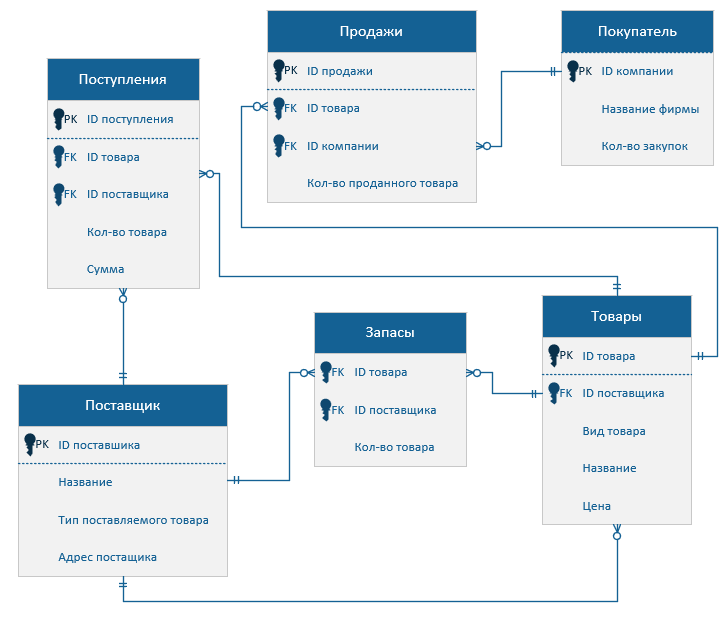 Поступления
PK ID поступления
FK ID товара
FK ID поставщика
Кол-во товара
Сумма
Продажи
PK ID продажи
FK ID товара
FK ID компании
Кол-во проданного товара
Покупатель
PK ID компании
Название фирмы
Кол-во закупок
Поставщик
PK ID поставшика
Название
Тип поставляемого товара
Адрес постащика
Запасы
FK ID товара
FK ID поставщика
Кол-во товара
Товары
PK ID товара
FK ID поставщика
Вид товара
Название
Цена